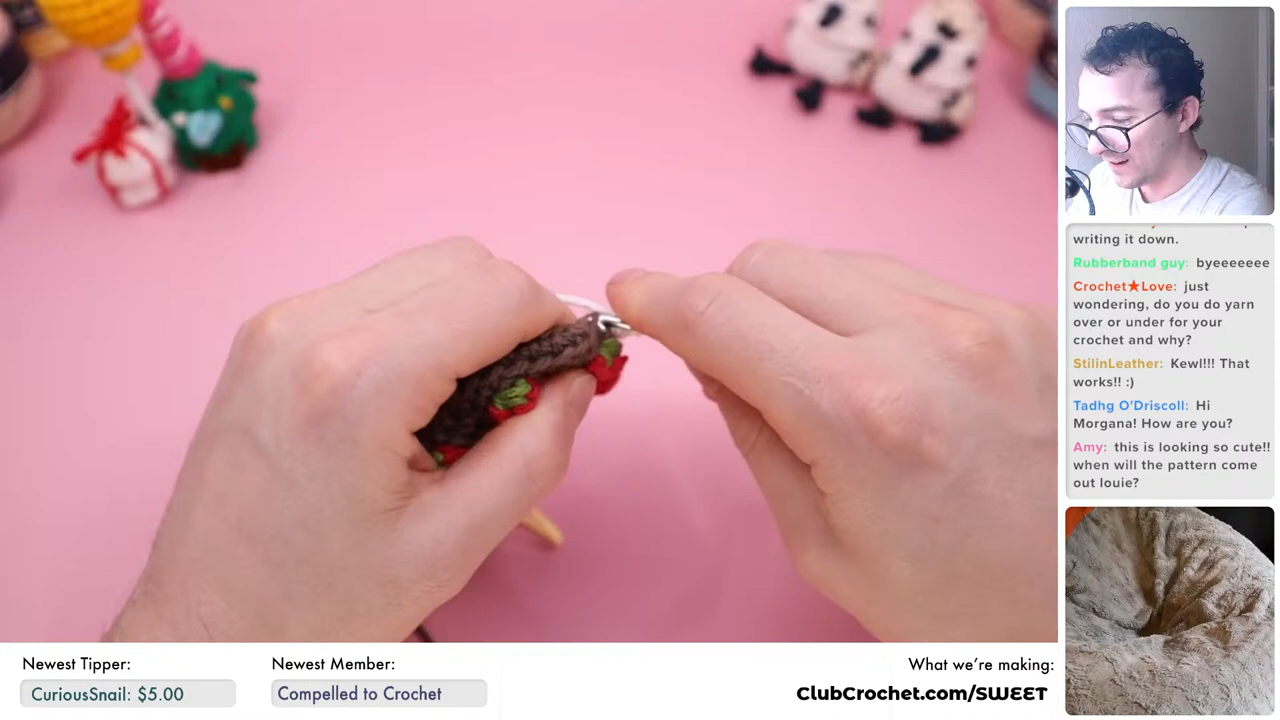 writing it down.
Rubberband guy: byeeeeeee
Crochet★Love: just
wondering, do you do yarn
over or under for your
crochet and why?
StilinLeather: Kewl!!! That
works!! :)
Tadhg O'Driscoll: Hi
Morgana! How are you?
Amy: this is looking so cute!!
when will the pattern come
out louie?
Newest Tipper:
CuriousSnail: $5.00
Newest Member:
Compelled to Crochet
What we're making:
ClubCrochet.com/SWEET